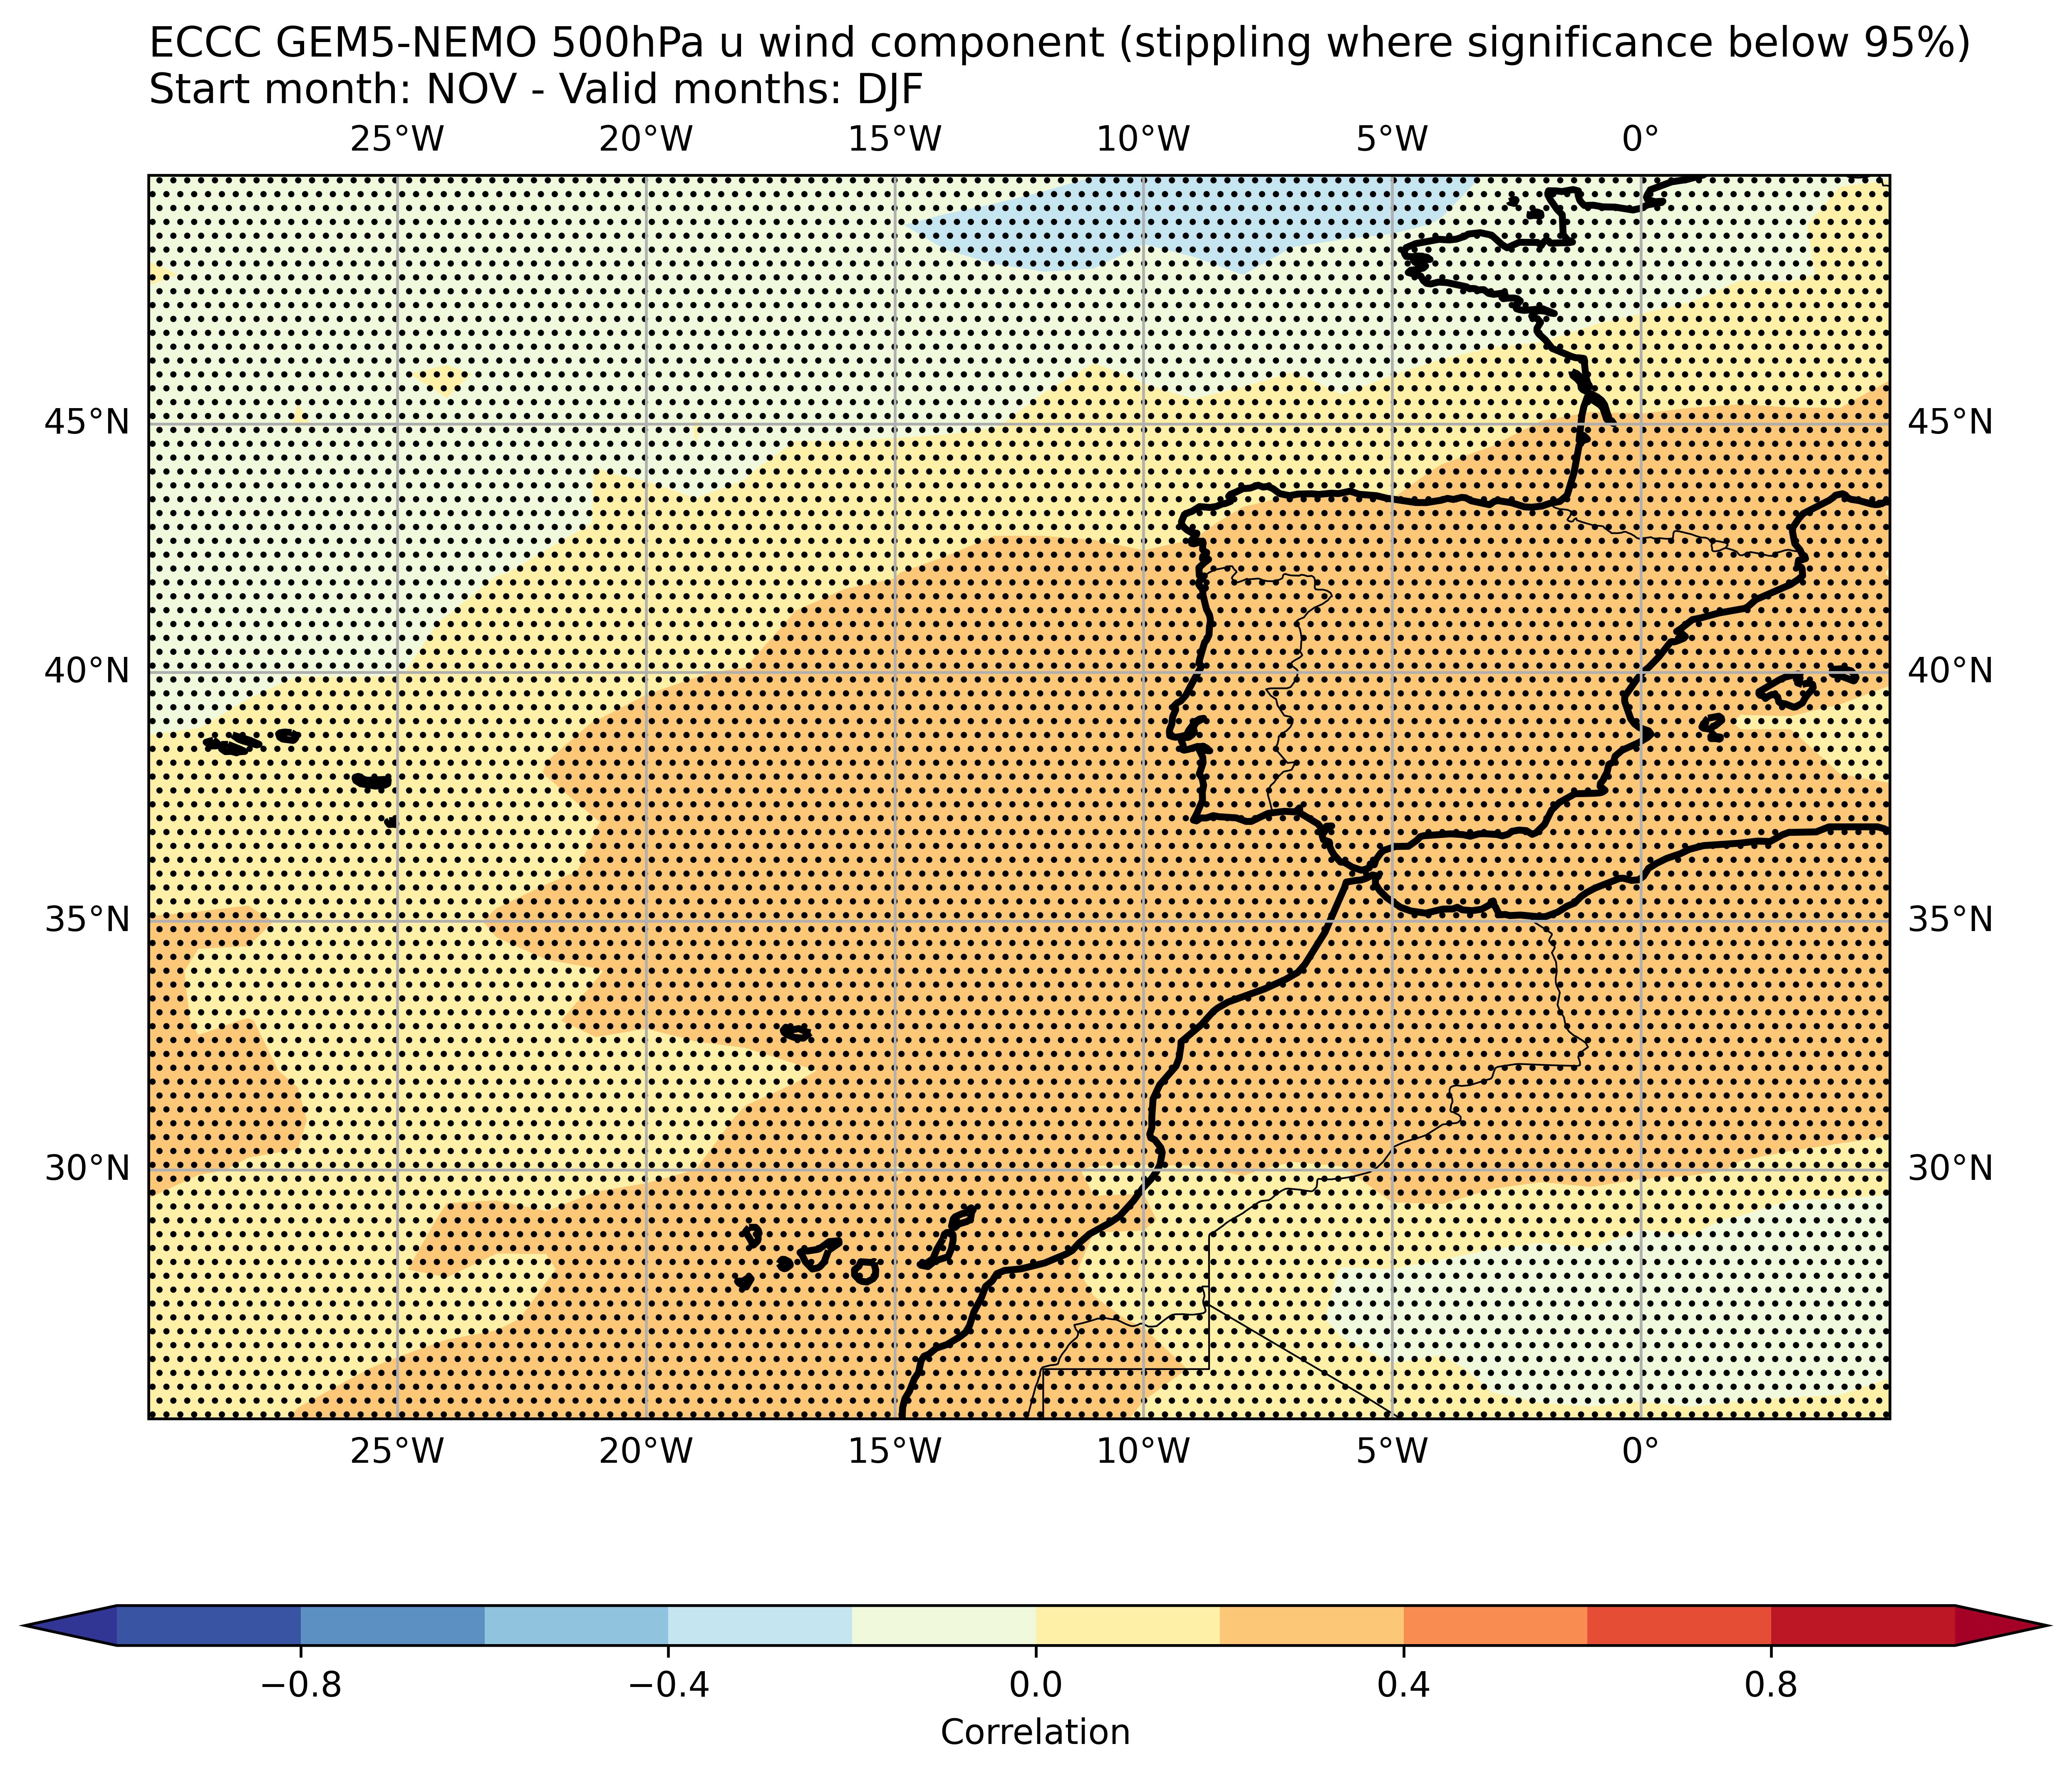 ECCC GEM5-NEMO 500hPa u wind component (stippling where significance below 95%)
Start month: NOV - Valid months: DJF
25°W 20°W 15°W 10°W 5°W 0°
45°N 45°N
40°N 40°N
35°N 35°N
30°N 30°N
25°W 20°W 15°W 10°W 5°W 0°
−0.8 −0.4 0.0 0.4 0.8
Correlation